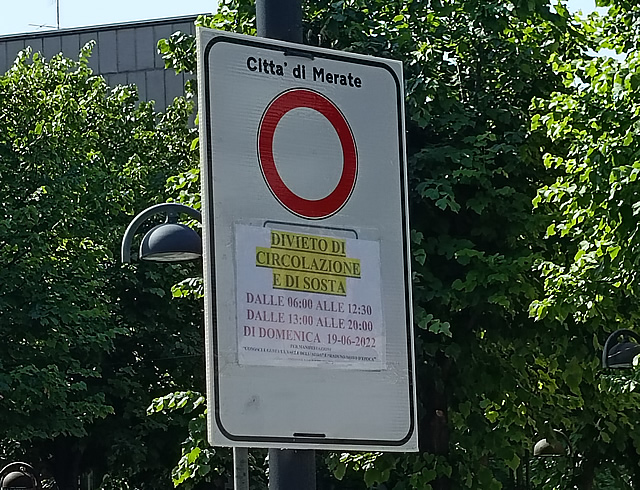 Citta' di Merate
DIVIETO DI
CIRCOLAZIONE
E DI SOSTA
DALLE 06:00 ALLE 12:30
DALLE 13:00 ALLE 20:00
DI DOMENICA 19-06-2022